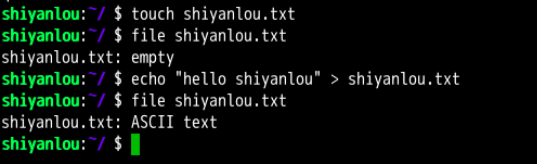 shiyanlou:~/ $ touch shiyanlou.txt
shiyanlou:~/ $ file shiyanlou.txt
shiyanlou.txt: empty
shiyanlou:~/ $ echo "hello shiyanlou" > shiyanlou.txt
shiyanlou:~/ $ file shiyanlou.txt
shiyanlou.txt: ASCII text
shiyanlou:~/ $